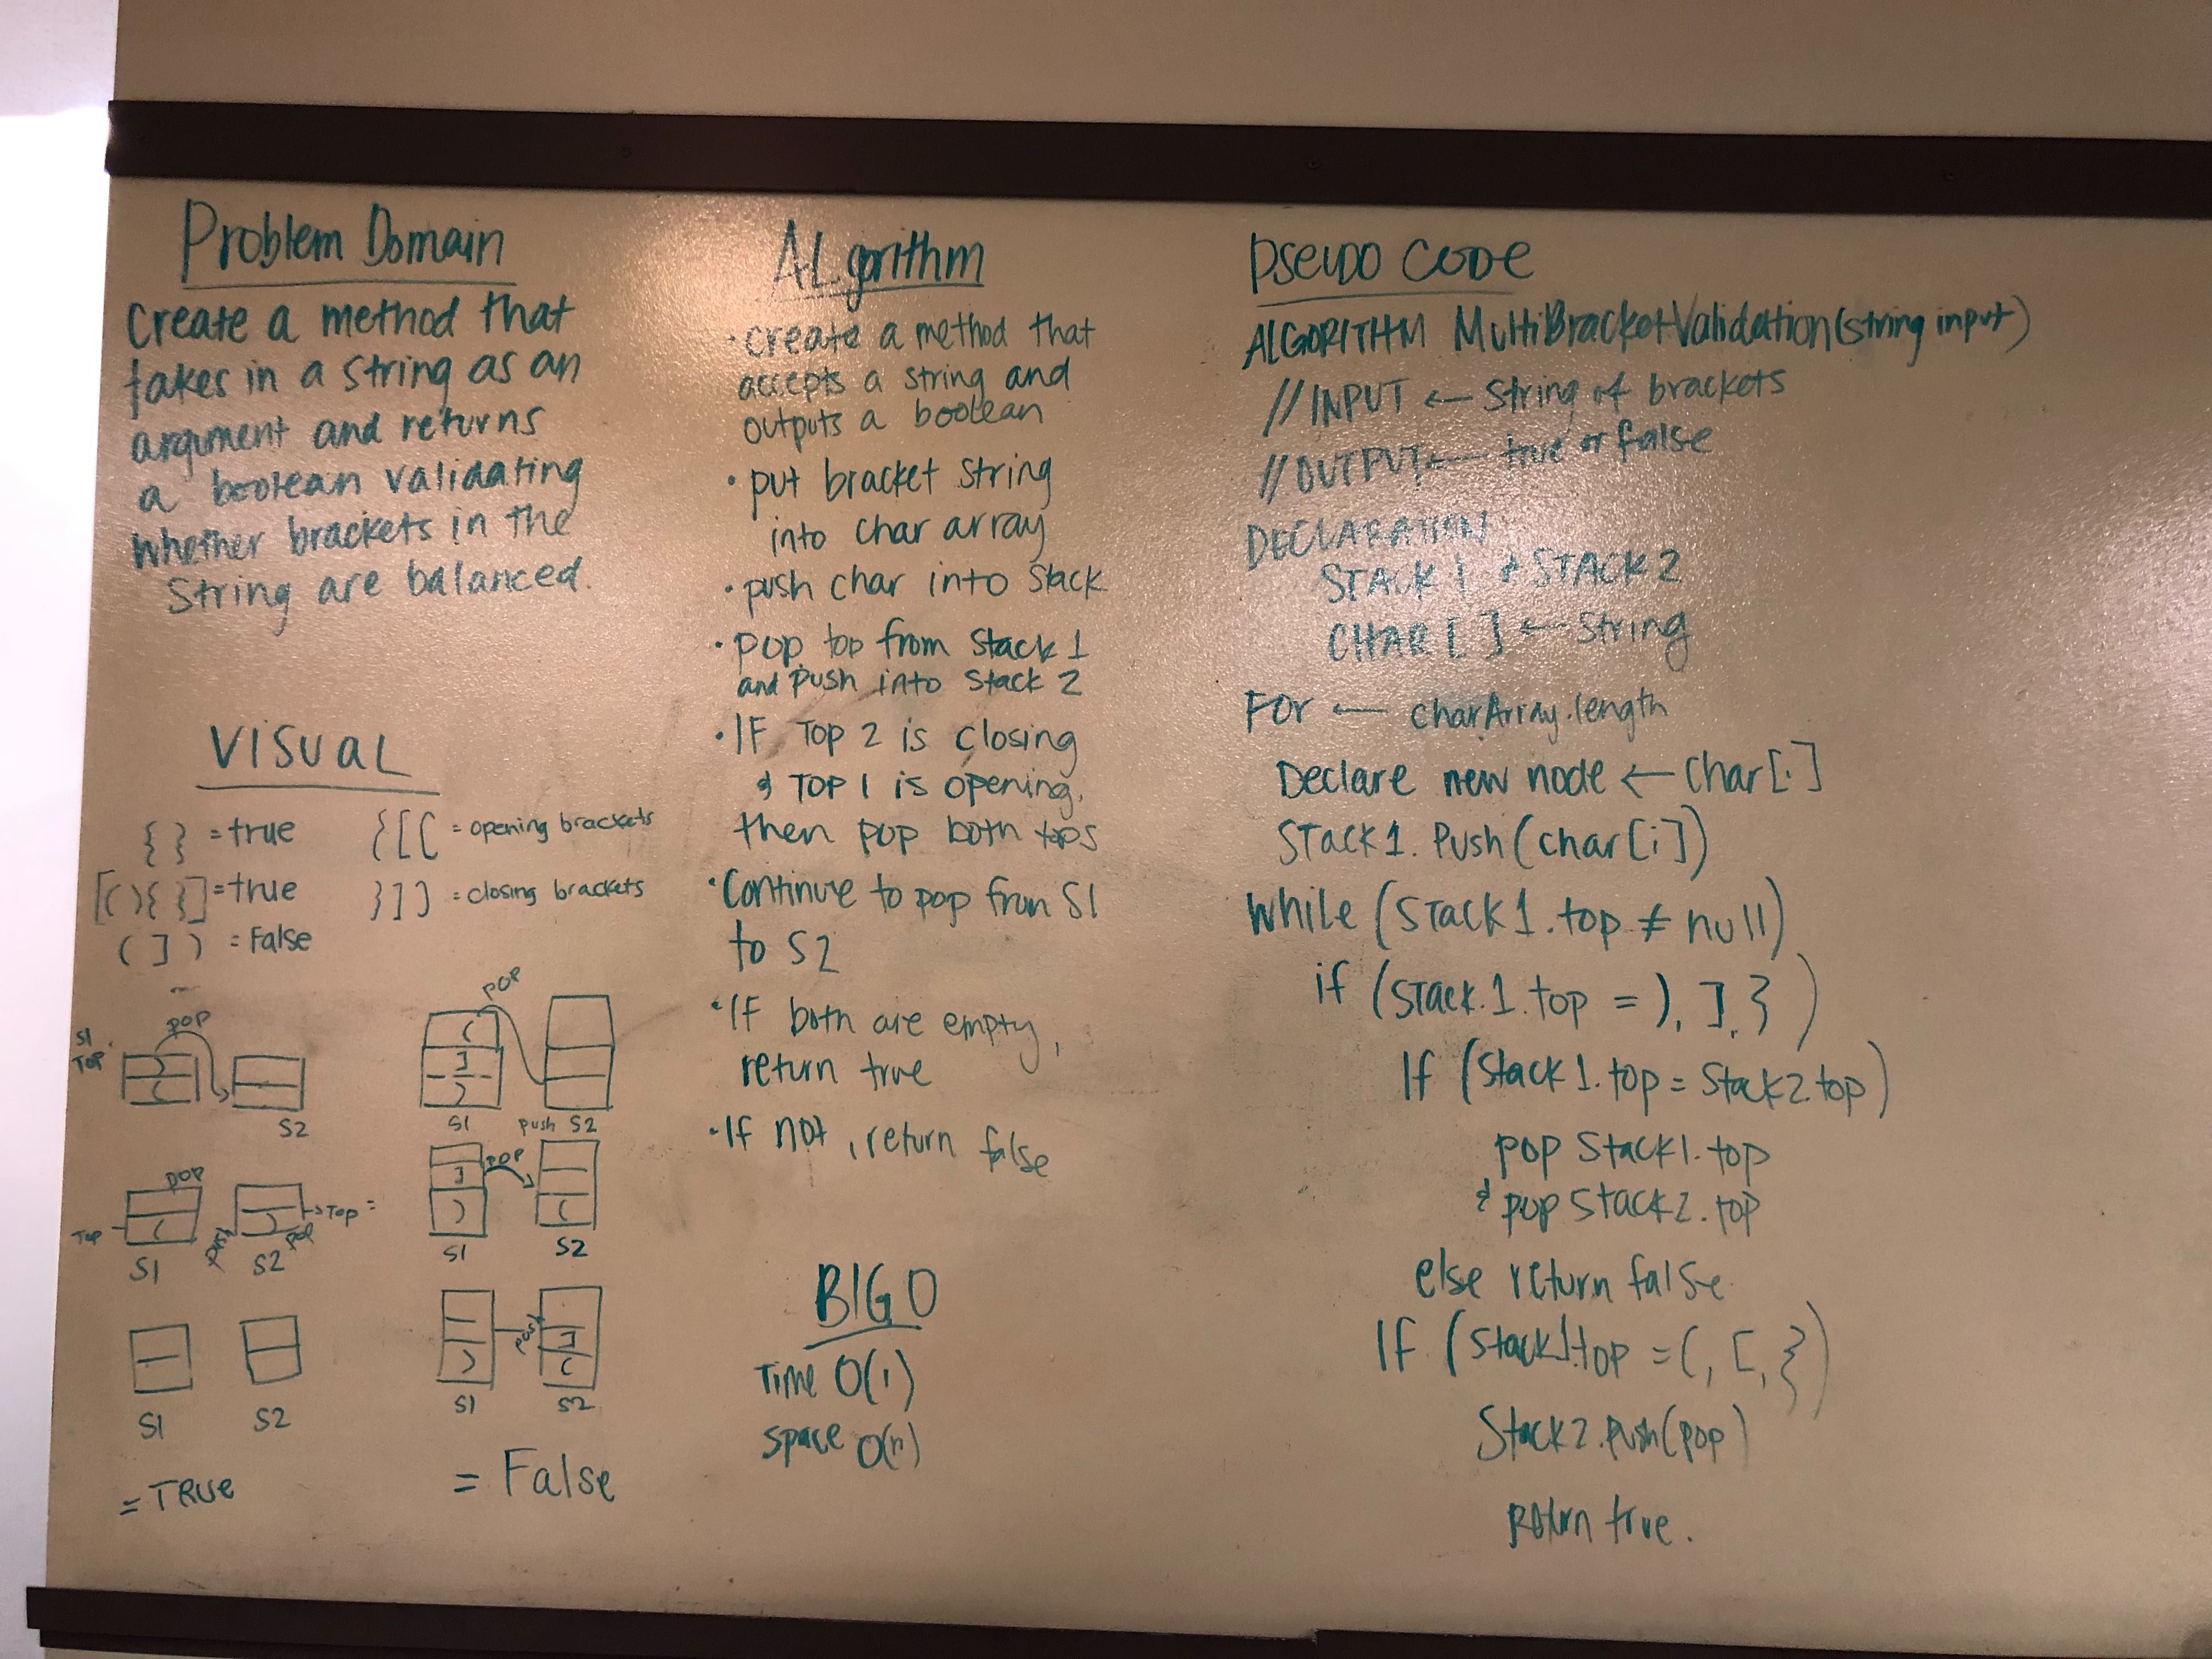 Problem Domain
Create a method that
takes in a string as an
argument and returns
a boolean validating
whether brackets in the
String are balanced.
VISUAL
{ } = true
[(){}] = true
(]) = False
{[( = opening brackets
}]) = closing brackets
S1
TOP
pop
S2
pop
TOP
S1
S2
pop
→ TOP =
S1
S2
= TRUE
pop
(
]
)
S1
push S2
]
pop
)
(
S1
S2
)
push
]
(
S1
S2
= False
ALgorithm
• create a method that
accepts a string and
outputs a boolean
• put bracket string
into char array
• push char into Stack
• pop top from Stack 1
and push into Stack 2
• IF TOP 2 is closing
& TOP 1 is opening,
then pop both tops
• Continue to pop from S1
to S2
• If both are empty,
return true
• If not, return false
BIG O
Time O(1)
Space O(n)
PSEUDO CODE
ALGORITHM MultiBracketValidation(string input)
//INPUT ← String of brackets
//OUTPUT ← true or false
DECLARATION
STACK 1 & STACK 2
CHAR [ ] ← String
For ← charArray.length
Declare new node ← Char[i]
STACK1.Push(char[i])
while (STACK1.top ≠ null)
if (STACK.1.top = ), ], })
If (Stack1.top = Stack2.top)
pop Stack1.top
& pop Stack2.top
else return false
If (Stack1.top = (, [, })
Stack2.push(pop)
Return true.